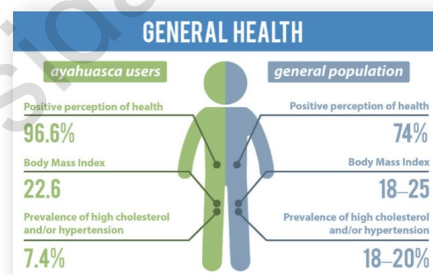 GENERAL HEALTH
ayahuasca users
general population
Positive perception of health
96.6%
Positive perception of health
74%
Body Mass Index
22.6
Body Mass Index
18–25
Prevalence of high cholesterol
and/or hypertension
7.4%
Prevalence of high cholesterol
and/or hypertension
18–20%